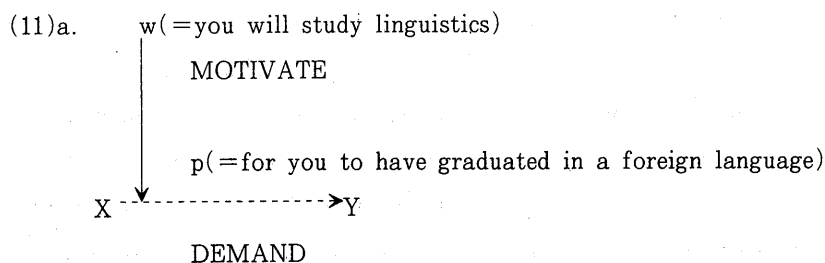 (11)a. w(=you will study linguistics)
MOTIVATE
p(=for you to have graduated in a foreign language)
X Y
DEMAND